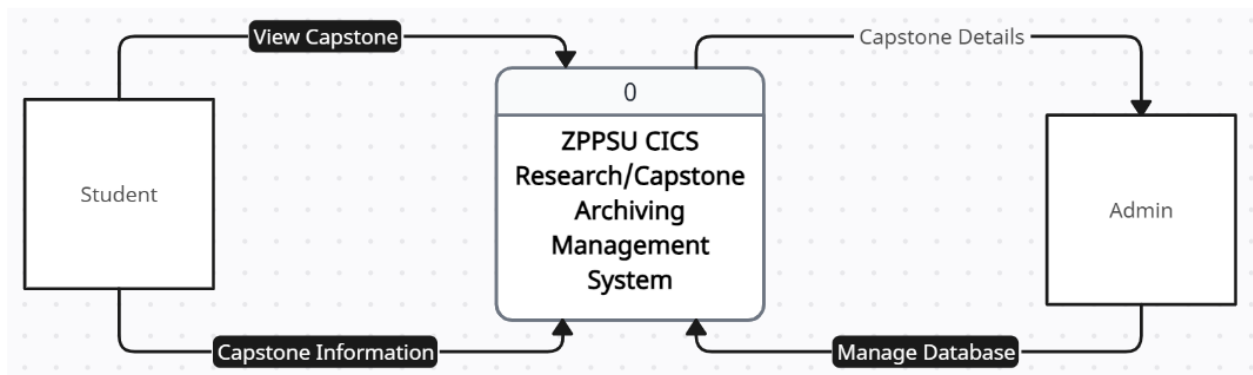 View Capstone
Capstone Details
0
ZPPSU CICS
Research/Capstone
Archiving
Management
System
Student
Admin
Capstone Information
Manage Database